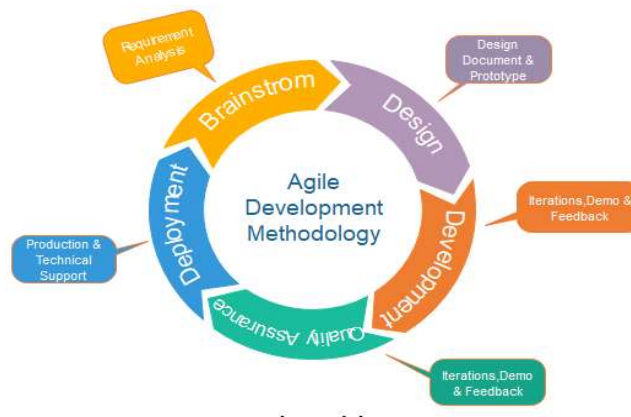 Requirement
Analysis
Brainstrom
Design
Design
Document &
Prototype
Agile
Development
Methodology
Development
Iterations,Demo &
Feedback
Deployment
Production &
Technical
Support
Quality Assurance
Iterations,Demo
& Feedback